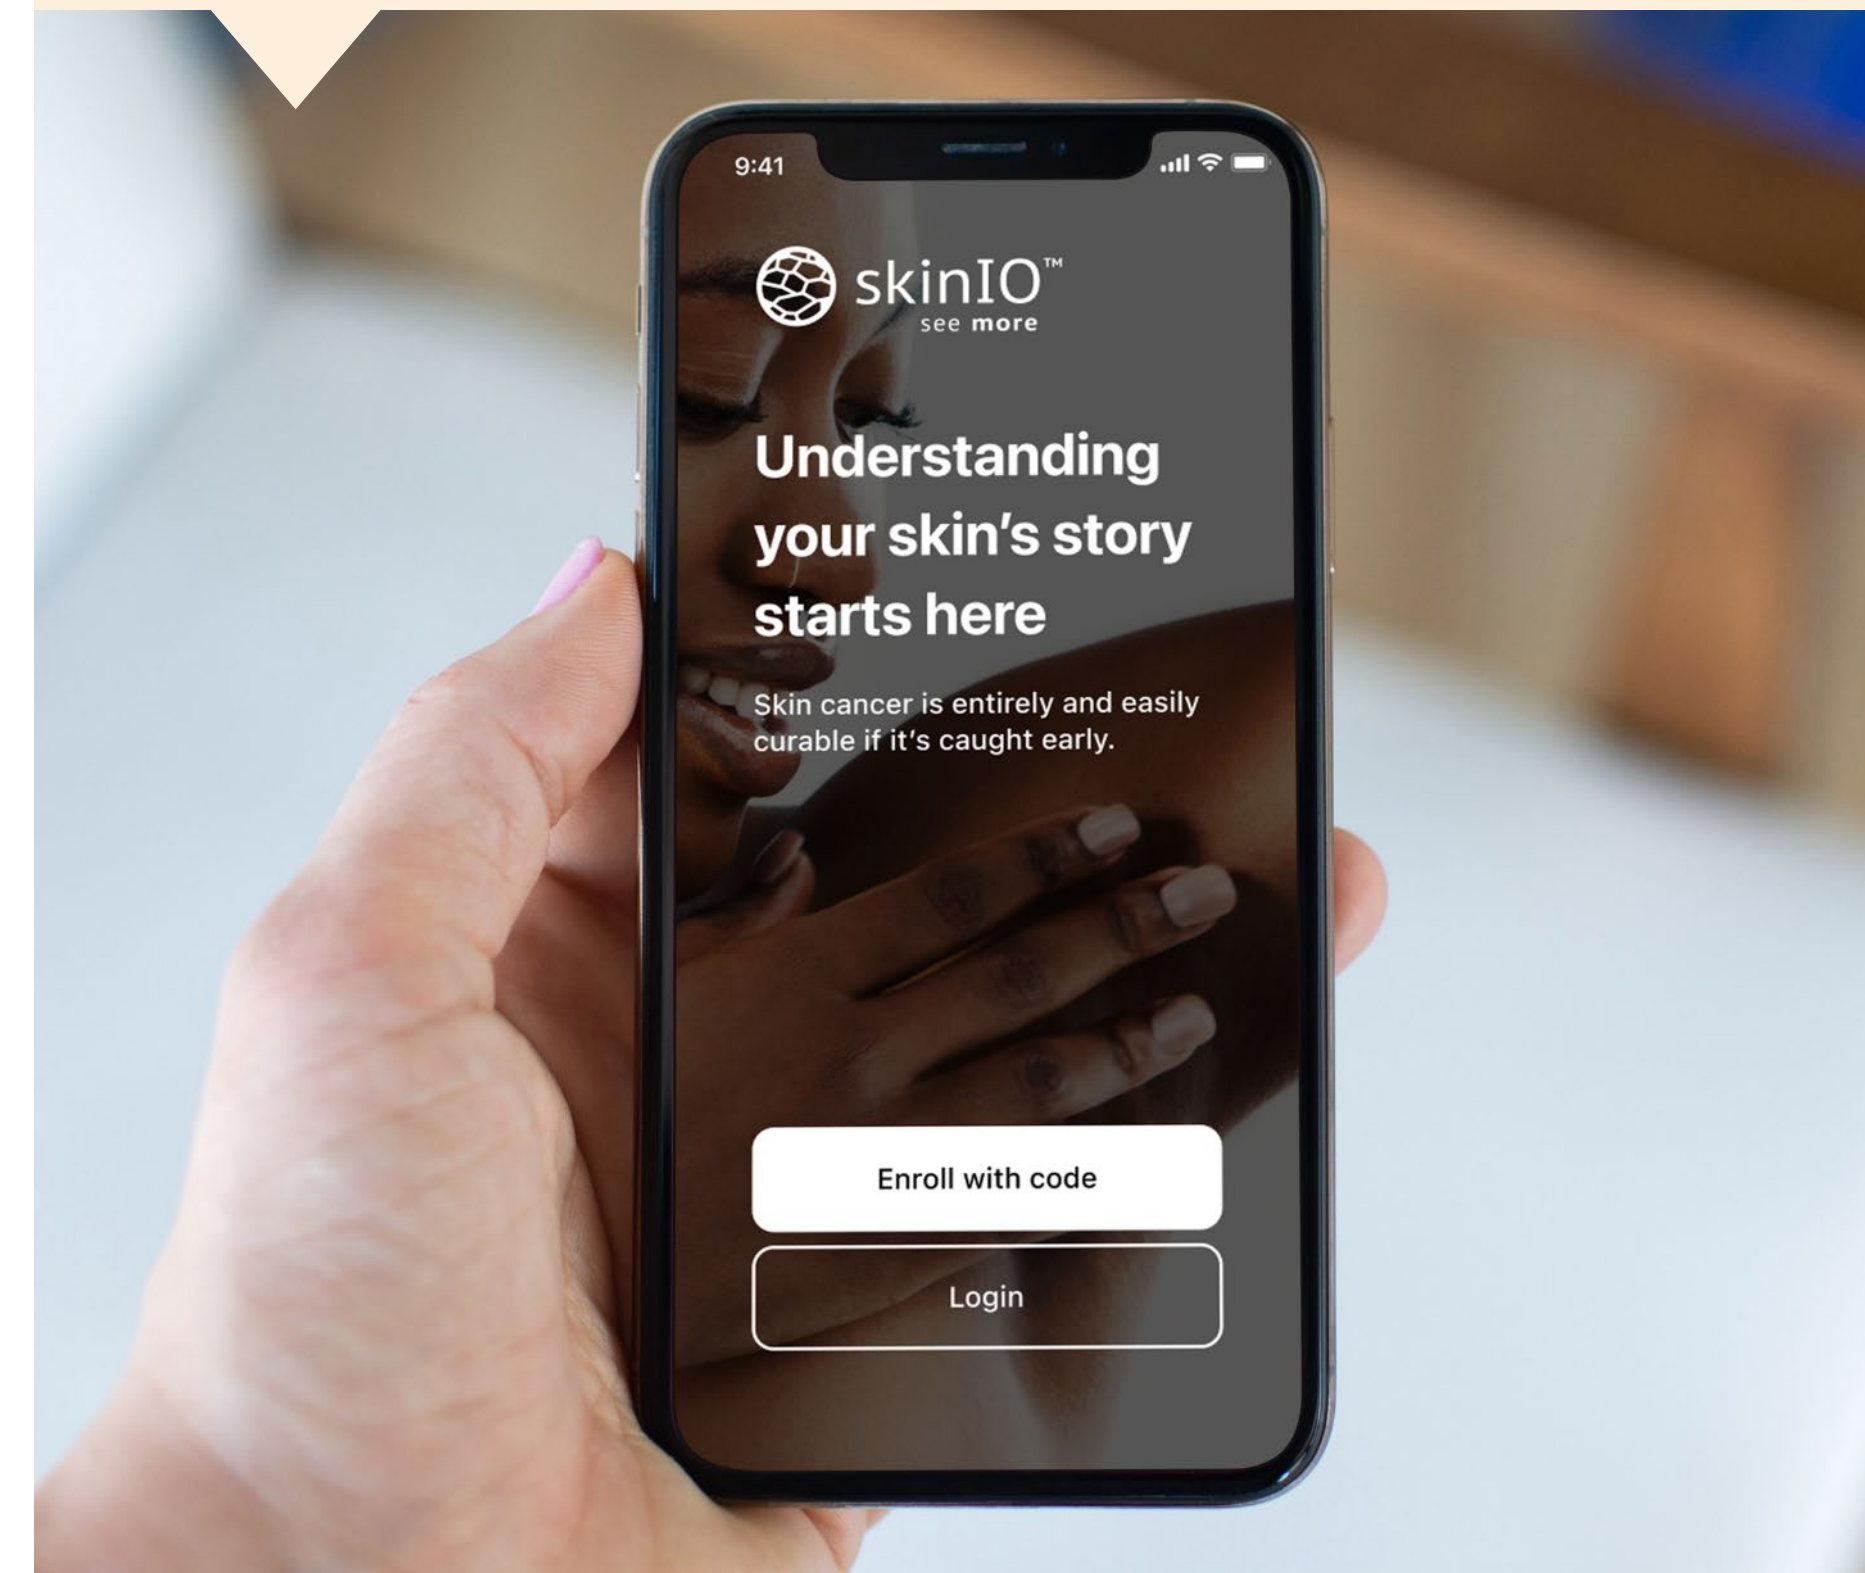 9:41
skinIO™
see more
Understanding
your skin’s story
starts here
Skin cancer is entirely and easily
curable if it’s caught early.
Enroll with code
Login